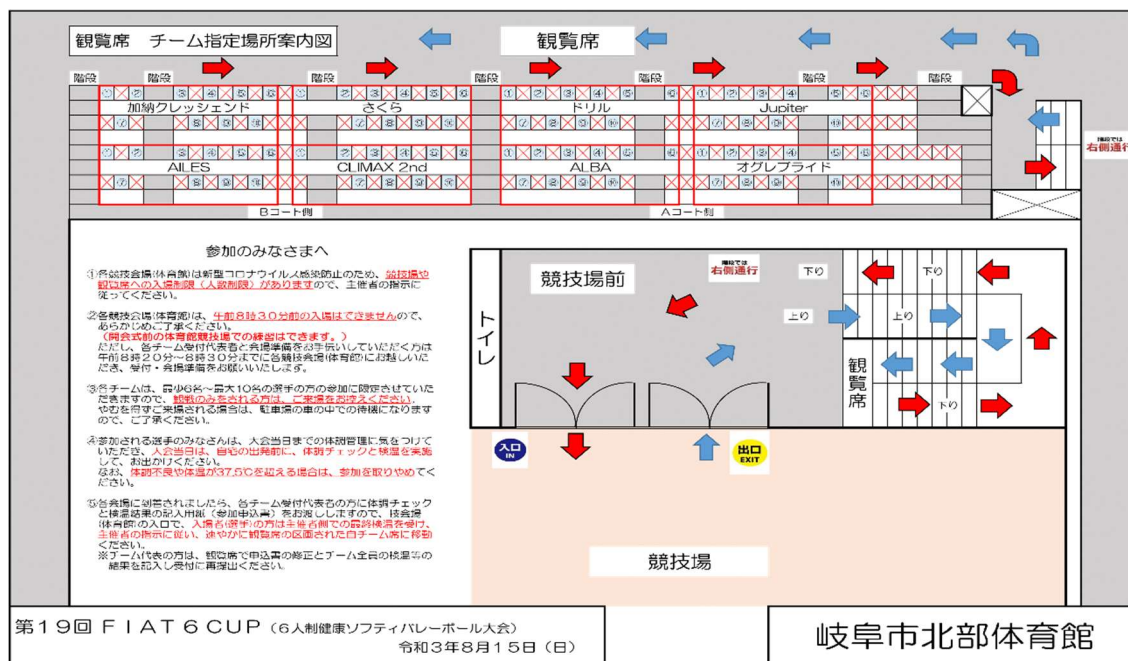 観覧席 チーム指定場所案内図
観覧席
階段 階段 階段 階段 階段 階段 階段
加納クレッシェンド さくら ドリル Jupiter
AILES CLIMAX 2nd ALBA オグレブライド
Bコート側 Aコート側
階段では
右側通行
参加のみなさまへ
①各競技会場(体育館)は新型コロナウイルス感染防止のため、競技場や
観覧席への入場制限(人数制限)がありますので、主催者の指示に
従ってください。
②各競技会場(体育館)は、午前8時30分前の入場はできませんので、
あらかじめご了承ください。
(開会式前の体育館競技場での練習はできます。)
ただし、各チーム受付代表者と会場準備をお手伝いしていただく方は
午前8時20分~8時30分までに各競技会場(体育館)にお越しいた
だき、受付・会場準備をお願いいたします。
③各チームは、最少6名~最大10名の選手の方の参加に限定させていた
だきますので、観戦のみをされる方は、ご来場をお控えください。
やむを得ずご来場される場合は、駐車場の車の中での待機になります
ので、ご了承ください。
④参加される選手のみなさんは、大会当日までの体調管理に気をつけて
いただき、大会当日は、自宅の出発前に、体調チェックと検温を実施
して、お出かけください。
なお、体調不良や体温が37.5℃を超える場合は、参加を取りやめてく
ださい。
⑤各会場に到着されましたら、各チーム受付代表者の方に体調チェック
と検温結果の記入用紙(参加申込書)をお渡ししますので、技会場
(体育館)の入口で、入場者(選手)の方は主催者側での最終検温を受け、
主催者の指示に従い、速やかに観覧席の区画された自チーム席に移動
ください。
※チーム代表の方は、観覧席で申込書の修正とチーム全員の検温等の
結果を記入し受付に再提出ください。
競技場前
階段では
右側通行
トイレ
下り 下り
上り 上り
観覧席
下り
入口
IN
出口
EXIT
競技場
第19回 FIAT6CUP(6人制健康ソフティバレーボール大会)
令和3年8月15日(日)
岐阜市北部体育館